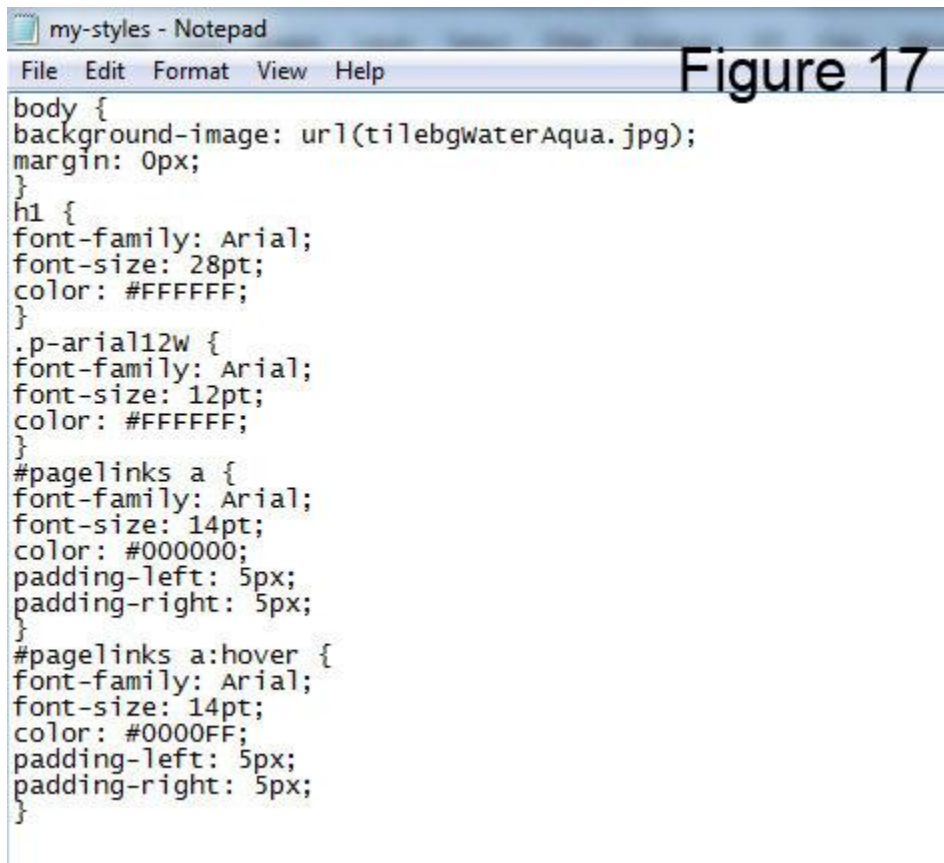 my-styles - Notepad
File Edit Format View Help
Figure 17
body {
background-image: url(tilebgWaterAqua.jpg);
margin: 0px;
}
h1 {
font-family: Arial;
font-size: 28pt;
color: #FFFFFF;
}
.p-arial12W {
font-family: Arial;
font-size: 12pt;
color: #FFFFFF;
}
#pagelinks a {
font-family: Arial;
font-size: 14pt;
color: #000000;
padding-left: 5px;
padding-right: 5px;
}
#pagelinks a:hover {
font-family: Arial;
font-size: 14pt;
color: #0000FF;
padding-left: 5px;
padding-right: 5px;
}